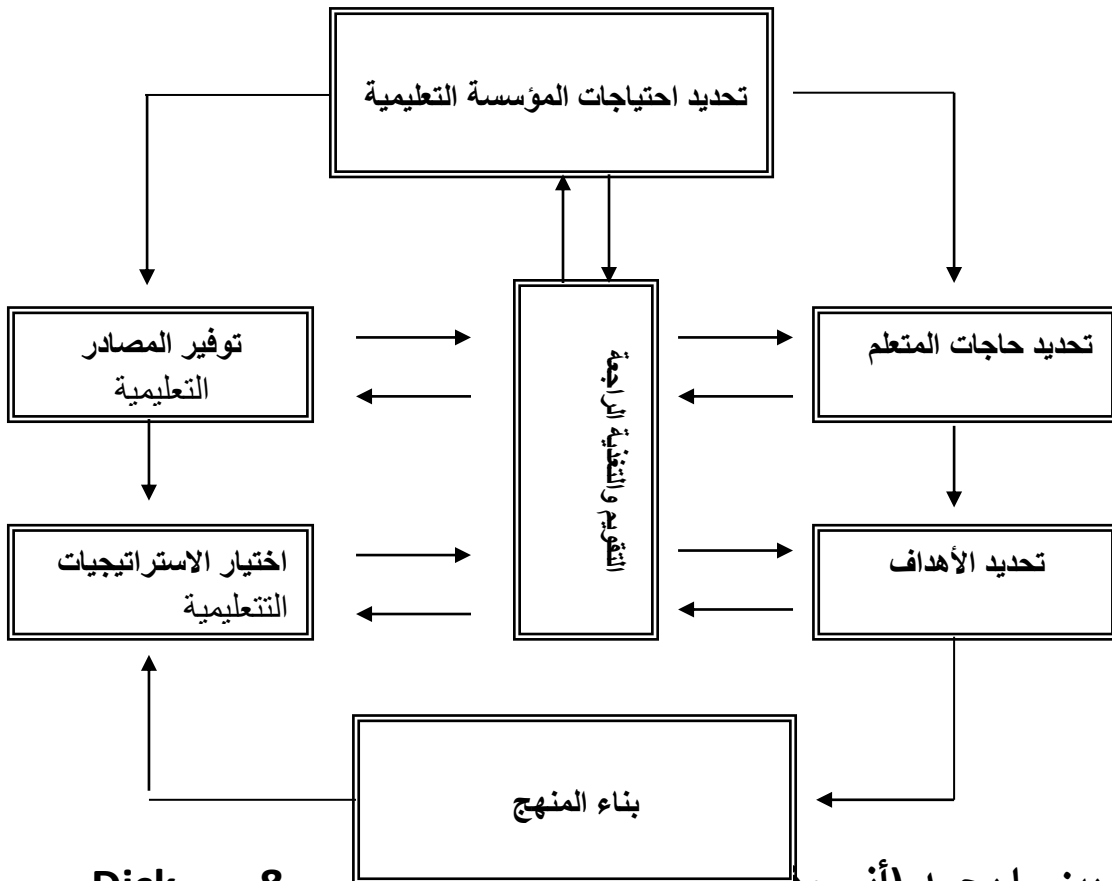 تحديد احتياجات المؤسسة التعليمية
تحديد حاجات المتعلم
توفير المصادر
التعليمية
التقويم والتغذية الراجعة
تحديد الأهداف
اختيار الاستراتيجيات
التتعليمية
بناء المنهج